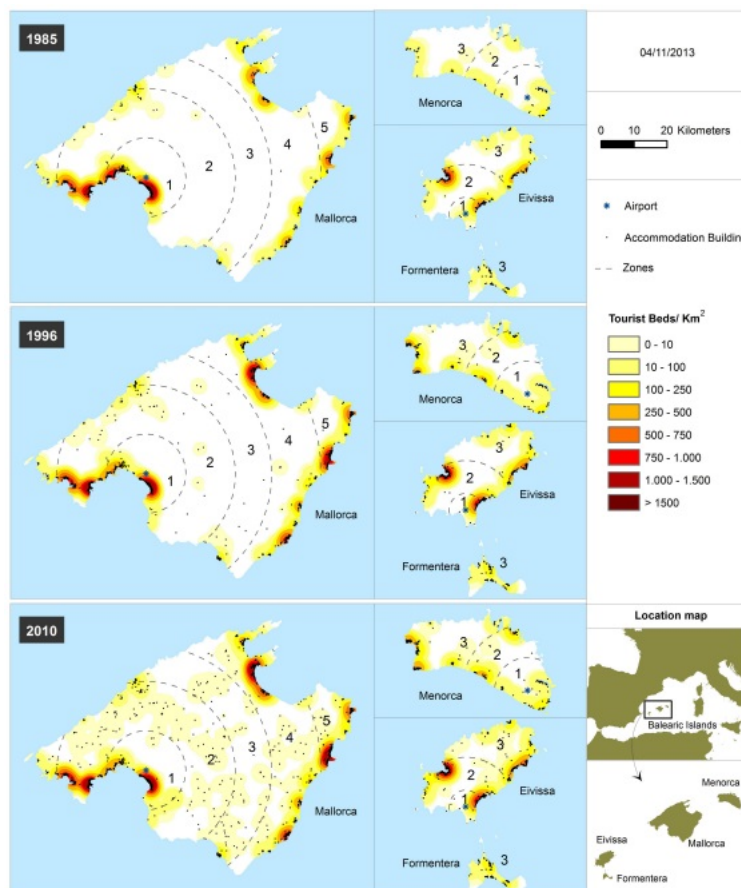 1985
1
2
3
4
5
Mallorca
3
2
1
Menorca
3
2
1
Eivissa
Formentera
3
1996
1
2
3
4
5
Mallorca
3
2
1
Menorca
3
2
1
Eivissa
Formentera
3
2010
1
2
3
4
5
Mallorca
3
2
1
Menorca
3
2
1
Eivissa
Formentera
3
04/11/2013
0 10 20 Kilometers
Airport
Accommodation Building
Zones
Tourist Beds/ Km²
0 - 10
10 - 100
100 - 250
250 - 500
500 - 750
750 - 1.000
1.000 - 1.500
> 1500
Location map
Balearic Islands
Menorca
Mallorca
Eivissa
Formentera